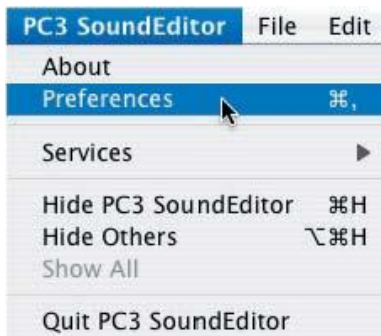 PC3 SoundEditor File Edit
About
Preferences ⌘,
Services
Hide PC3 SoundEditor ⌘H
Hide Others ⌥⌘H
Show All
Quit PC3 SoundEditor